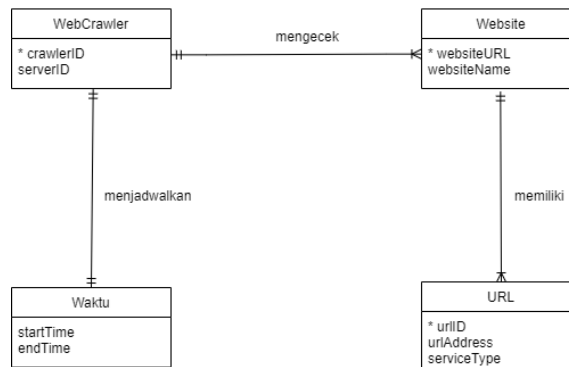 WebCrawler
* crawlerID
serverID
mengecek
Website
* websiteURL
websiteName
menjadwalkan
memiliki
Waktu
startTime
endTime
URL
* urlID
urlAddress
serviceType